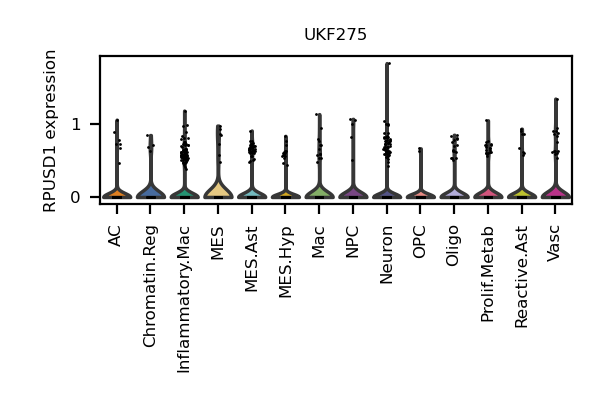 UKF275
RPUSD1 expression
1
0
AC
Chromatin.Reg
Inflammatory.Mac
MES
MES.Ast
MES.Hyp
Mac
NPC
Neuron
OPC
Oligo
Prolif.Metab
Reactive.Ast
Vasc